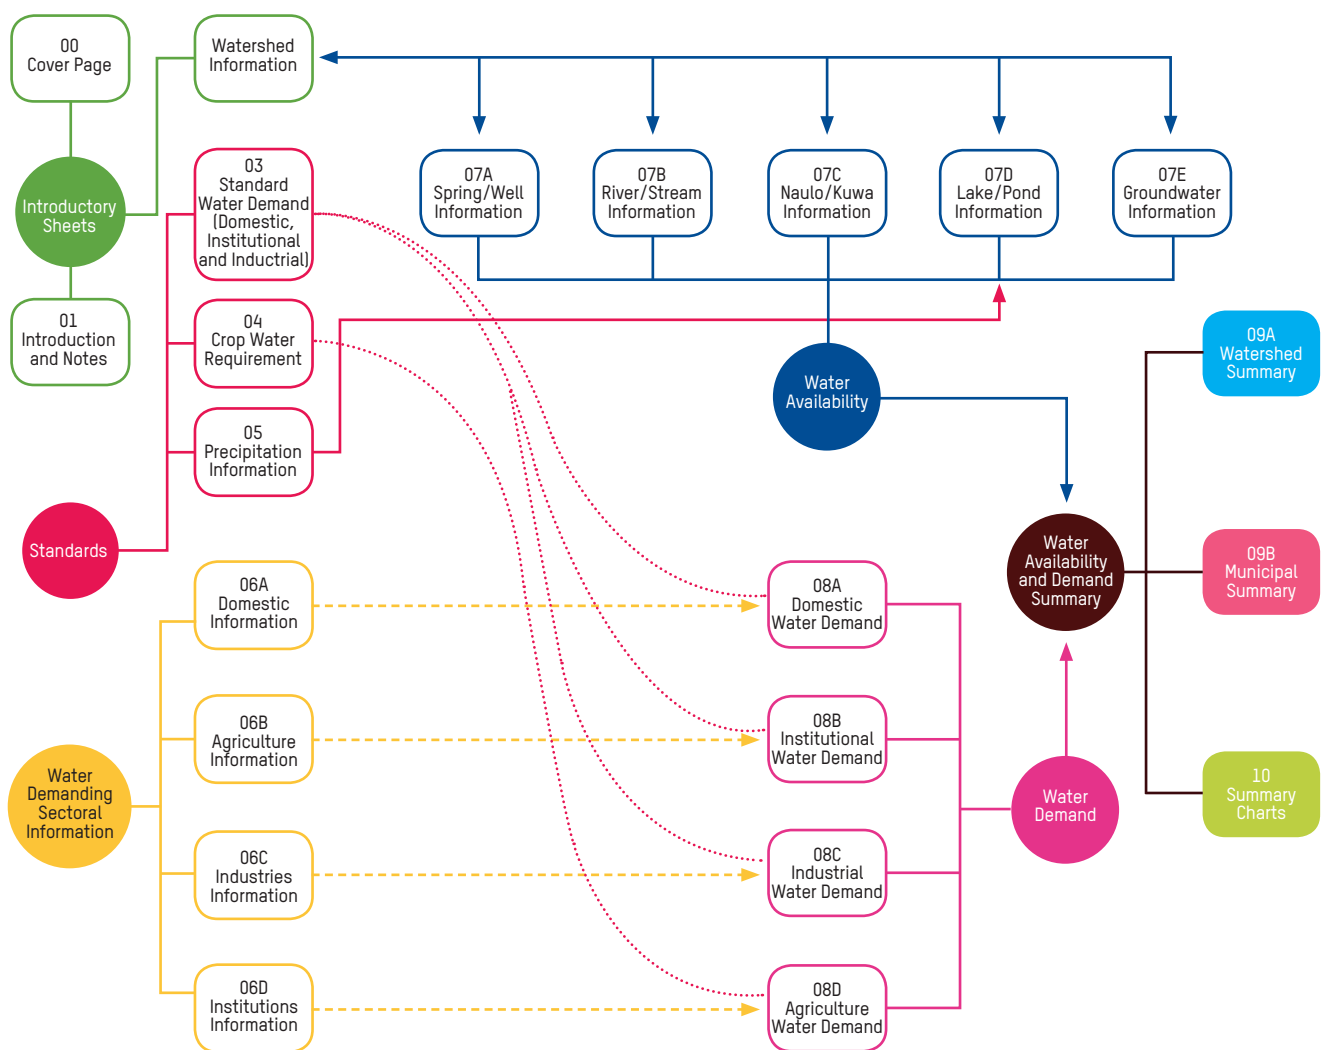 00
Cover Page
Watershed
Information
Introductory
Sheets
01
Introduction
and Notes
03
Standard
Water Demand
(Domestic,
Institutional
and Inductrial)
04
Crop Water
Requirement
05
Precipitation
Information
Standards
07A
Spring/Well
Information
07B
River/Stream
Information
07C
Naulo/Kuwa
Information
07D
Lake/Pond
Information
07E
Groundwater
Information
Water
Availability
Water
Availability
and Demand
Summary
09A
Watershed
Summary
09B
Municipal
Summary
10
Summary
Charts
Water
Demanding
Sectoral
Information
06A
Domestic
Information
06B
Agriculture
Information
06C
Industries
Information
06D
Institutions
Information
08A
Domestic
Water Demand
08B
Institutional
Water Demand
08C
Industrial
Water Demand
08D
Agriculture
Water Demand
Water
Demand